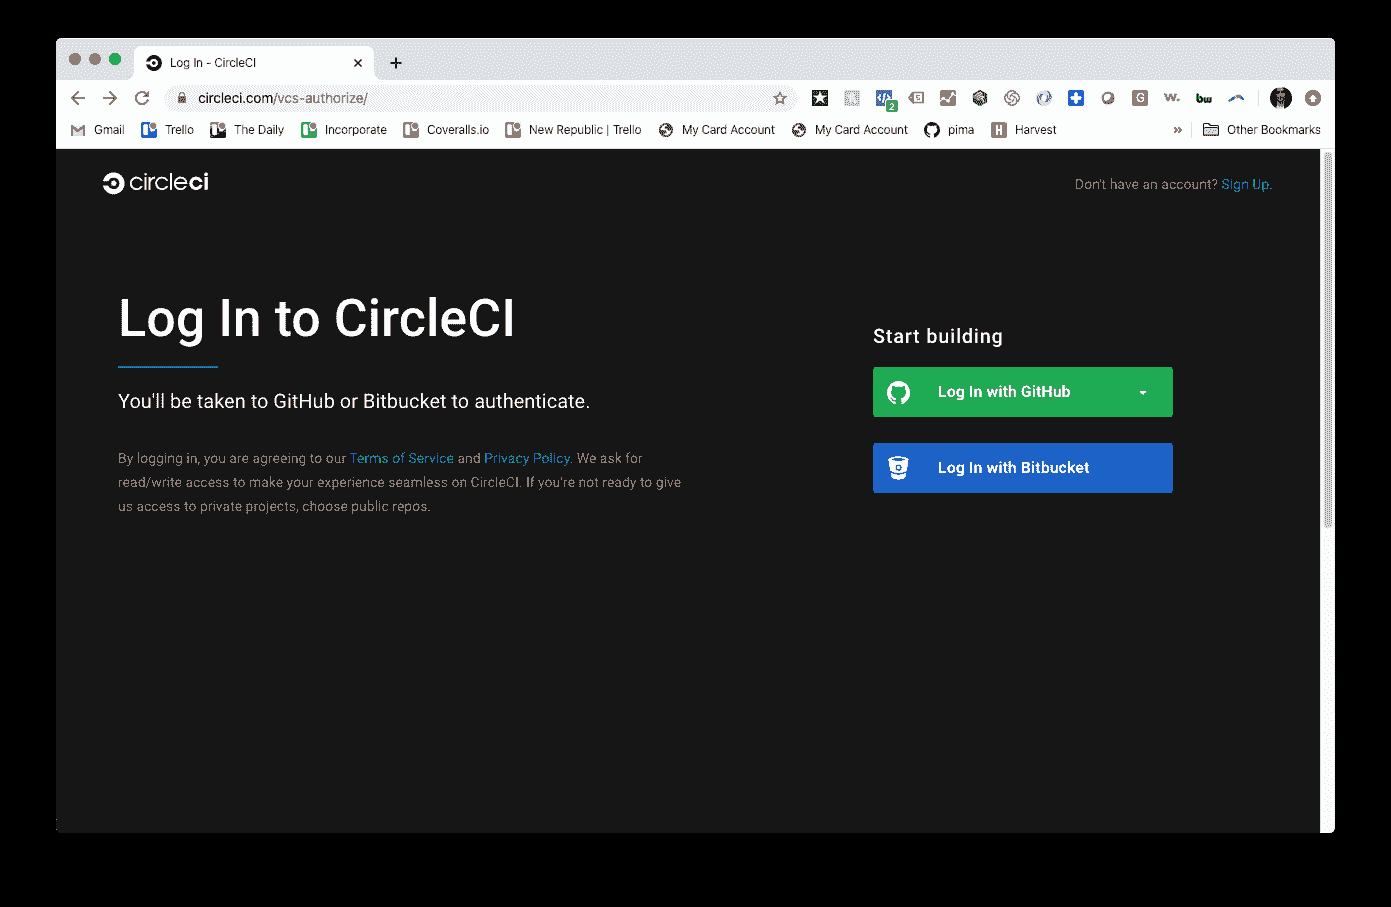 Log In - CircleCI
circleci.com/vcs-authorize/
2
G
w.
bw
Gmail Trello The Daily Incorporate Coveralls.io New Republic | Trello My Card Account My Card Account pima H Harvest » Other Bookmarks
circleci
Don't have an account? Sign Up.
Log In to CircleCI
You'll be taken to GitHub or Bitbucket to authenticate.
By logging in, you are agreeing to our Terms of Service and Privacy Policy. We ask for
read/write access to make your experience seamless on CircleCI. If you're not ready to give
us access to private projects, choose public repos.
Start building
Log In with GitHub
Log In with Bitbucket